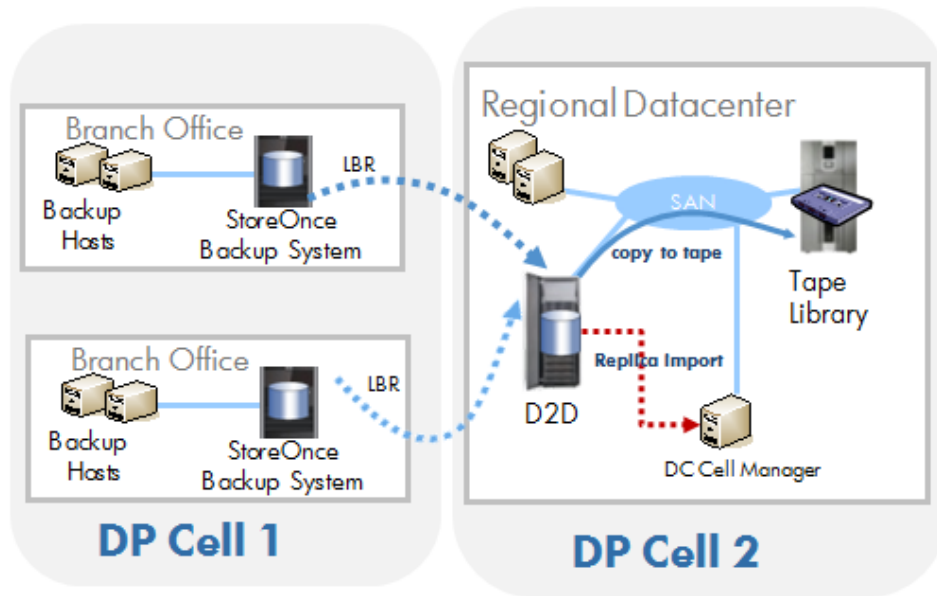 Branch Office
LBR
Backup
Hosts
StoreOnce
Backup System
Branch Office
LBR
Backup
Hosts
StoreOnce
Backup System
DP Cell 1
Regional Datacenter
SAN
copy to tape
Tape
Library
Replica Import
D2D
DC Cell Manager
DP Cell 2